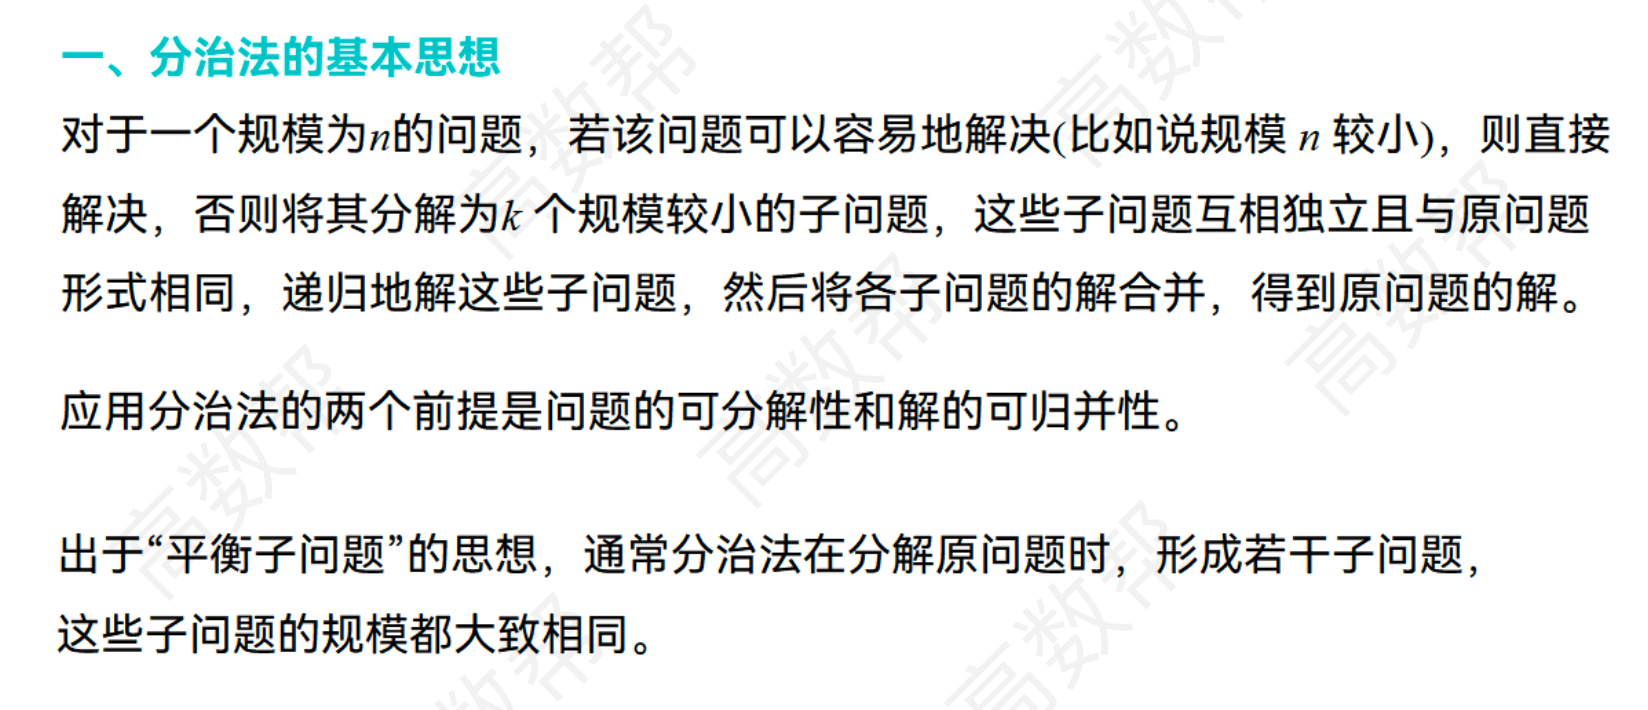 一、分治法的基本思想
对于一个规模为n的问题，若该问题可以容易地解决(比如说规模 n 较小)，则直接
解决，否则将其分解为k 个规模较小的子问题，这些子问题互相独立且与原问题
形式相同，递归地解这些子问题，然后将各子问题的解合并，得到原问题的解。
应用分治法的两个前提是问题的可分解性和解的可归并性。
出于“平衡子问题”的思想，通常分治法在分解原问题时，形成若干子问题，
这些子问题的规模都大致相同。
高数帮
高数帮
高数帮
高数帮
高数帮
高数帮
数帮